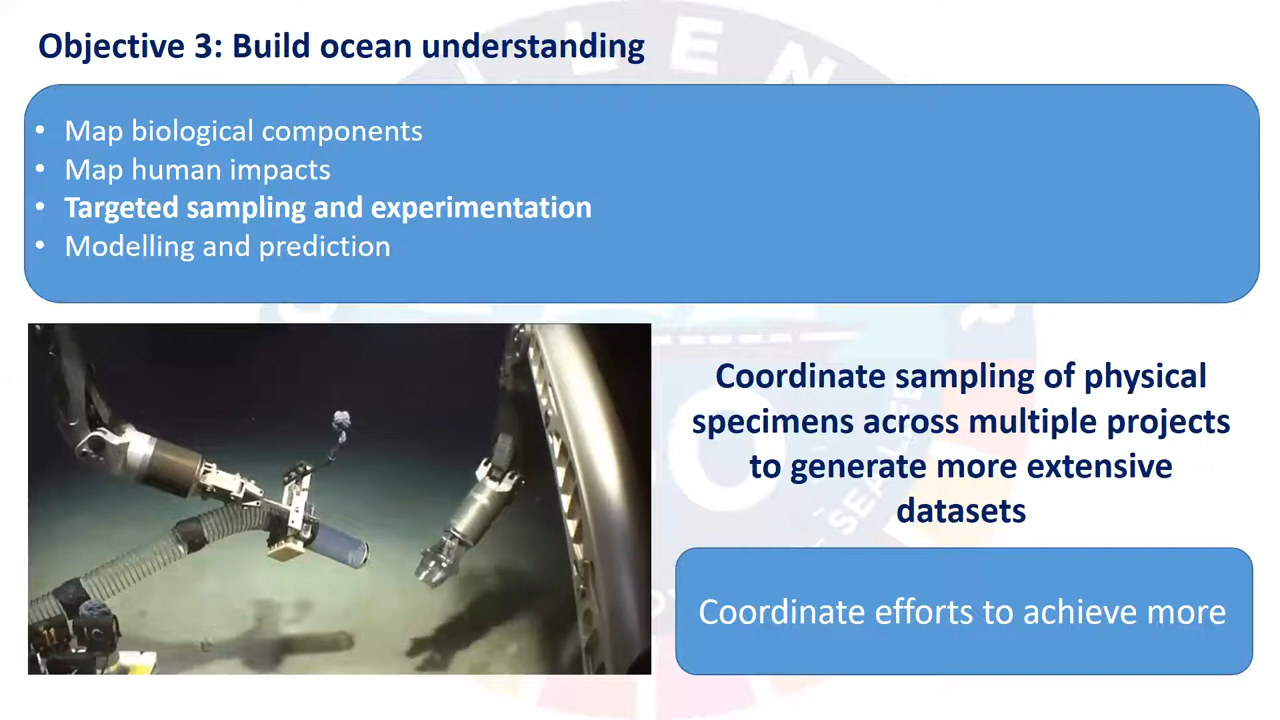 Objective 3: Build ocean understanding
• Map biological components
• Map human impacts
• Targeted sampling and experimentation
• Modelling and prediction
Coordinate sampling of physical
specimens across multiple projects
to generate more extensive
datasets
Coordinate efforts to achieve more